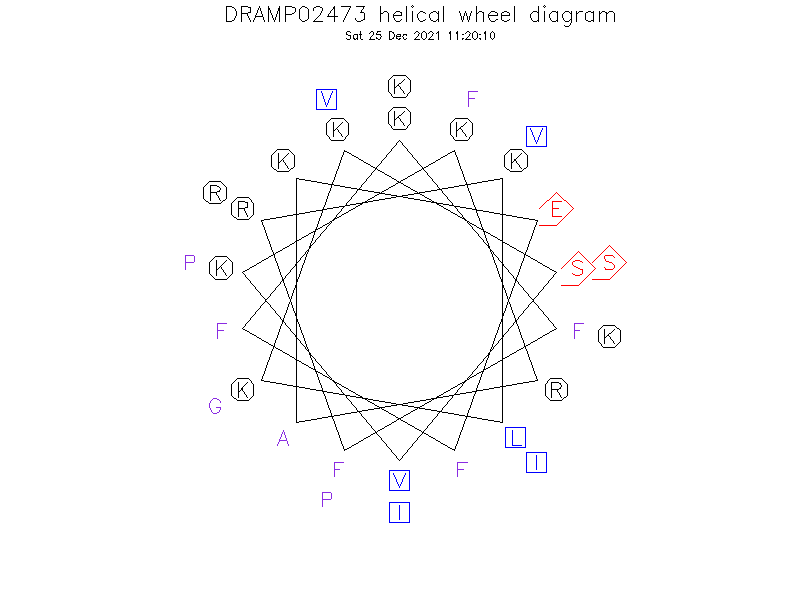 DRAMP02473 helical wheel diagram
Sat 25 Dec 2021 11:20:10
K
V F
K
K K
V
K K
R
R E
P K S S
F F K
K R
G
A L
I
F F
V
P
I